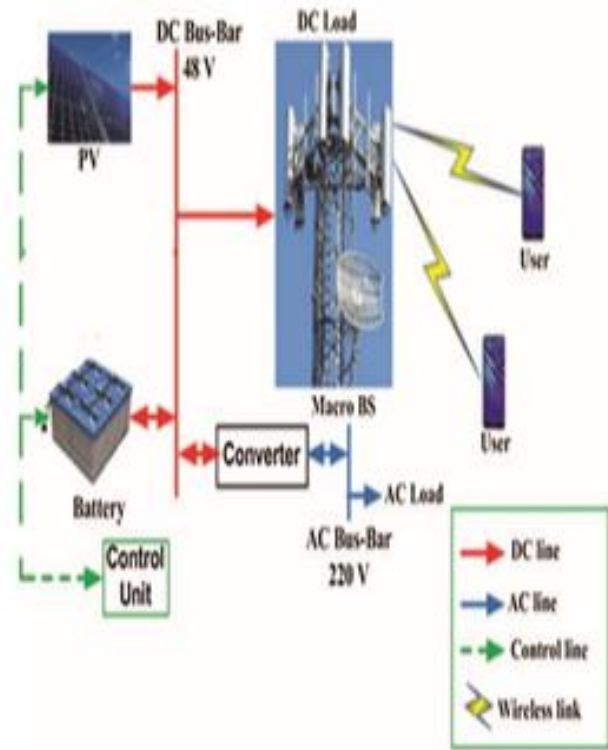 DC Bus-Bar
48 V
DC Load
PV
User
User
Macro BS
Battery
Converter
AC Load
AC Bus-Bar
220 V
Control
Unit
DC line
AC line
Control line
Wireless link